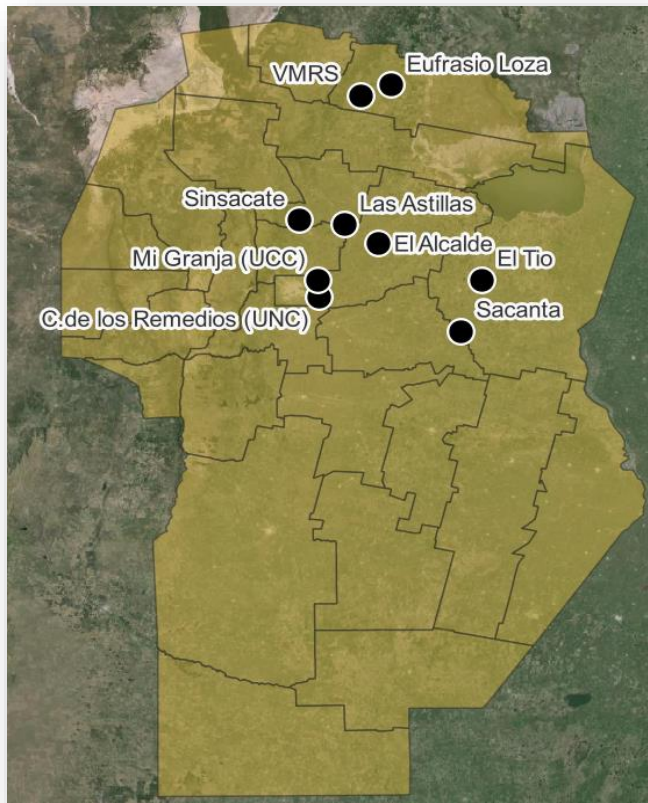 Eufrasio Loza
VMRS
Sinsacate
Las Astillas
El Alcalde
El Tio
Mi Granja (UCC)
C.de los Remedios (UNC)
Sacanta